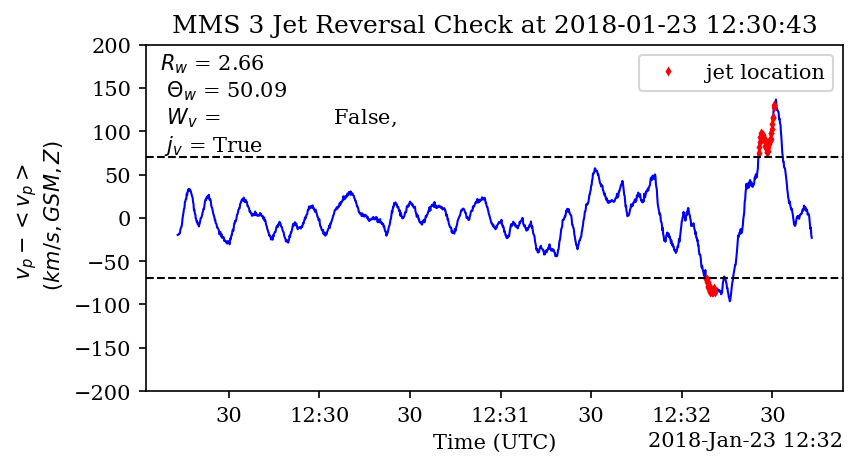 MMS 3 Jet Reversal Check at 2018-01-23 12:30:43
200
150
100
50
0
−50
−100
−150
−200
v_p − < v_p >
(km/s, GSM, Z)
R_w = 2.66
Θ_w = 50.09
W_v = False,
j_v = True
jet location
30 12:30 30 12:31 30 12:32 30
Time (UTC)
2018-Jan-23 12:32